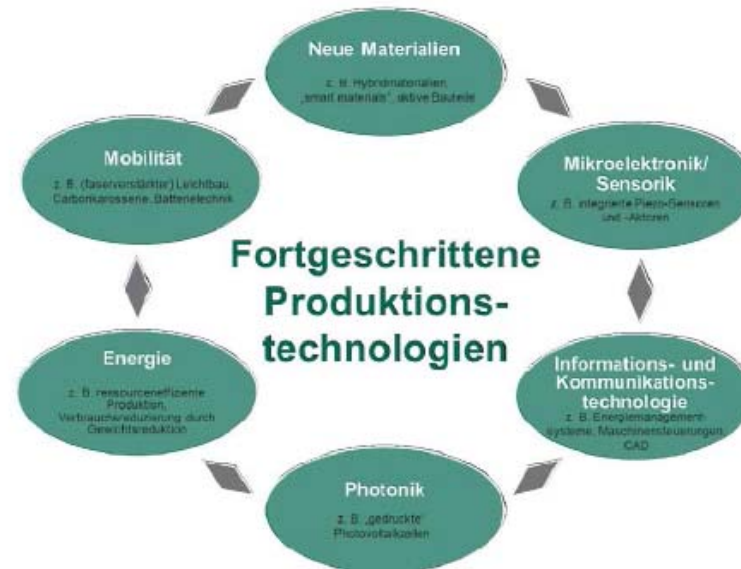 Neue Materialien
z. B. Hybridmaterialien,
„smart materials“, aktive Bauteile
Mobilität
z. B. (faserverstärkter) Leichtbau,
Carbonkarosserie, Batterietechnik
Mikroelektronik/
Sensorik
z. B. integrierte Piezo-Sensoren
und -Aktoren
Fortgeschrittene
Produktions-
technologien
Energie
z. B. ressourceneffiziente
Produktion,
Verbrauchsreduzierung durch
Gewichtsreduktion
Informations- und
Kommunikations-
technologie
z. B. Energiemanagement-
systeme, Maschinensteuerungen,
CAD
Photonik
z. B. „gedruckte“
Photovoltaikzellen